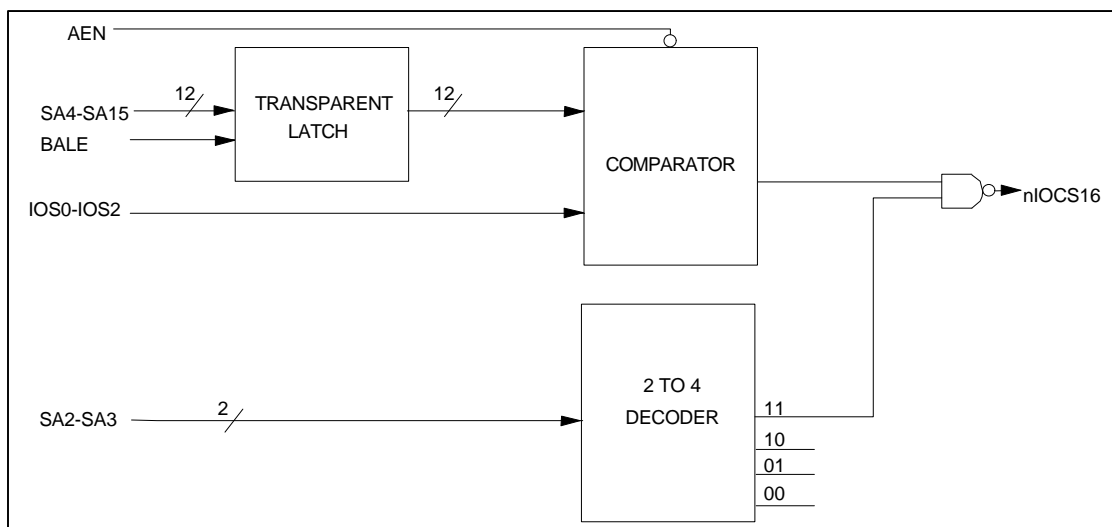 AEN
12
SA4-SA15
BALE
TRANSPARENT
LATCH
12
COMPARATOR
IOS0-IOS2
nIOCS16
SA2-SA3
2
2 TO 4
DECODER
11
10
01
00